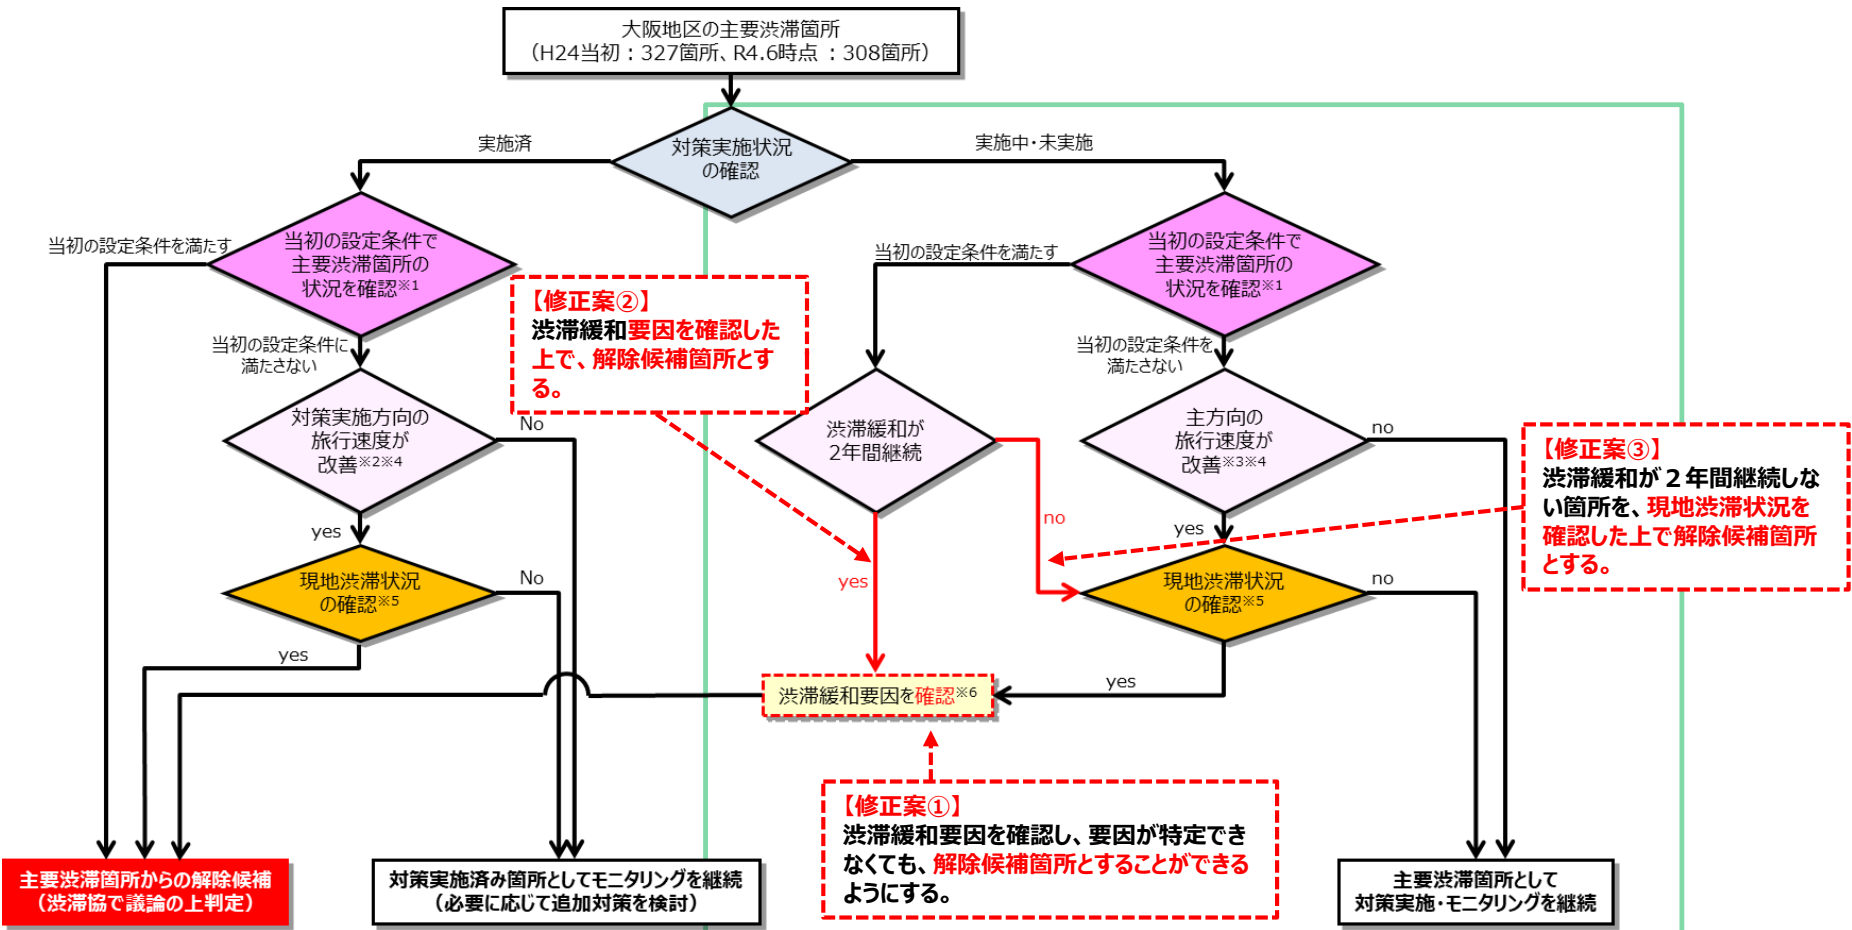 大阪地区の主要渋滞箇所
（H24当初：327箇所、R4.6時点 ：308箇所）
対策実施状況
の確認
実施済
実施中・未実施
当初の設定条件で
主要渋滞箇所の
状況を確認※1
当初の設定条件を満たす
当初の設定条件に
満たさない
対策実施方向の
旅行速度が
改善※2※4
No
yes
現地渋滞状況
の確認※5
No
yes
【修正案②】
渋滞緩和要因を確認した
上で、解除候補箇所とす
る。
当初の設定条件で
主要渋滞箇所の
状況を確認※1
当初の設定条件を満たす
当初の設定条件を
満たさない
渋滞緩和が
2年間継続
no
yes
主方向の
旅行速度が
改善※3※4
no
yes
【修正案③】
渋滞緩和が２年間継続しな
い箇所を、現地渋滞状況を
確認した上で解除候補箇所
とする。
現地渋滞状況
の確認※5
no
yes
渋滞緩和要因を確認※6
【修正案①】
渋滞緩和要因を確認し、要因が特定でき
なくても、解除候補箇所とすることができる
ようにする。
主要渋滞箇所からの解除候補
（渋滞協で議論の上判定）
対策実施済み箇所としてモニタリングを継続
（必要に応じて追加対策を検討）
主要渋滞箇所として
対策実施・モニタリングを継続